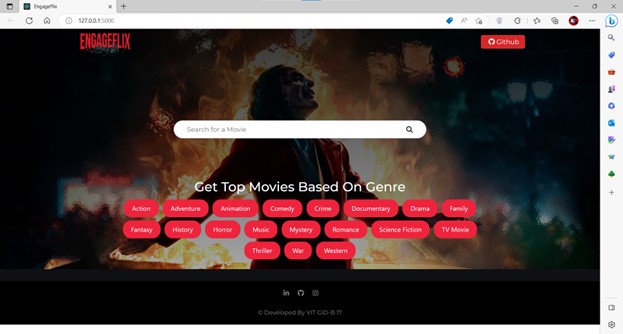 Engageflix
127.0.0.1:5000
ENGAGEFLIX
Github
Search for a Movie
Get Top Movies Based On Genre
Action Adventure Animation Comedy Crime Documentary Drama Family
Fantasy History Horror Music Mystery Romance Science Fiction TV Movie
Thriller War Western
© Developed By VIT GID-B 17